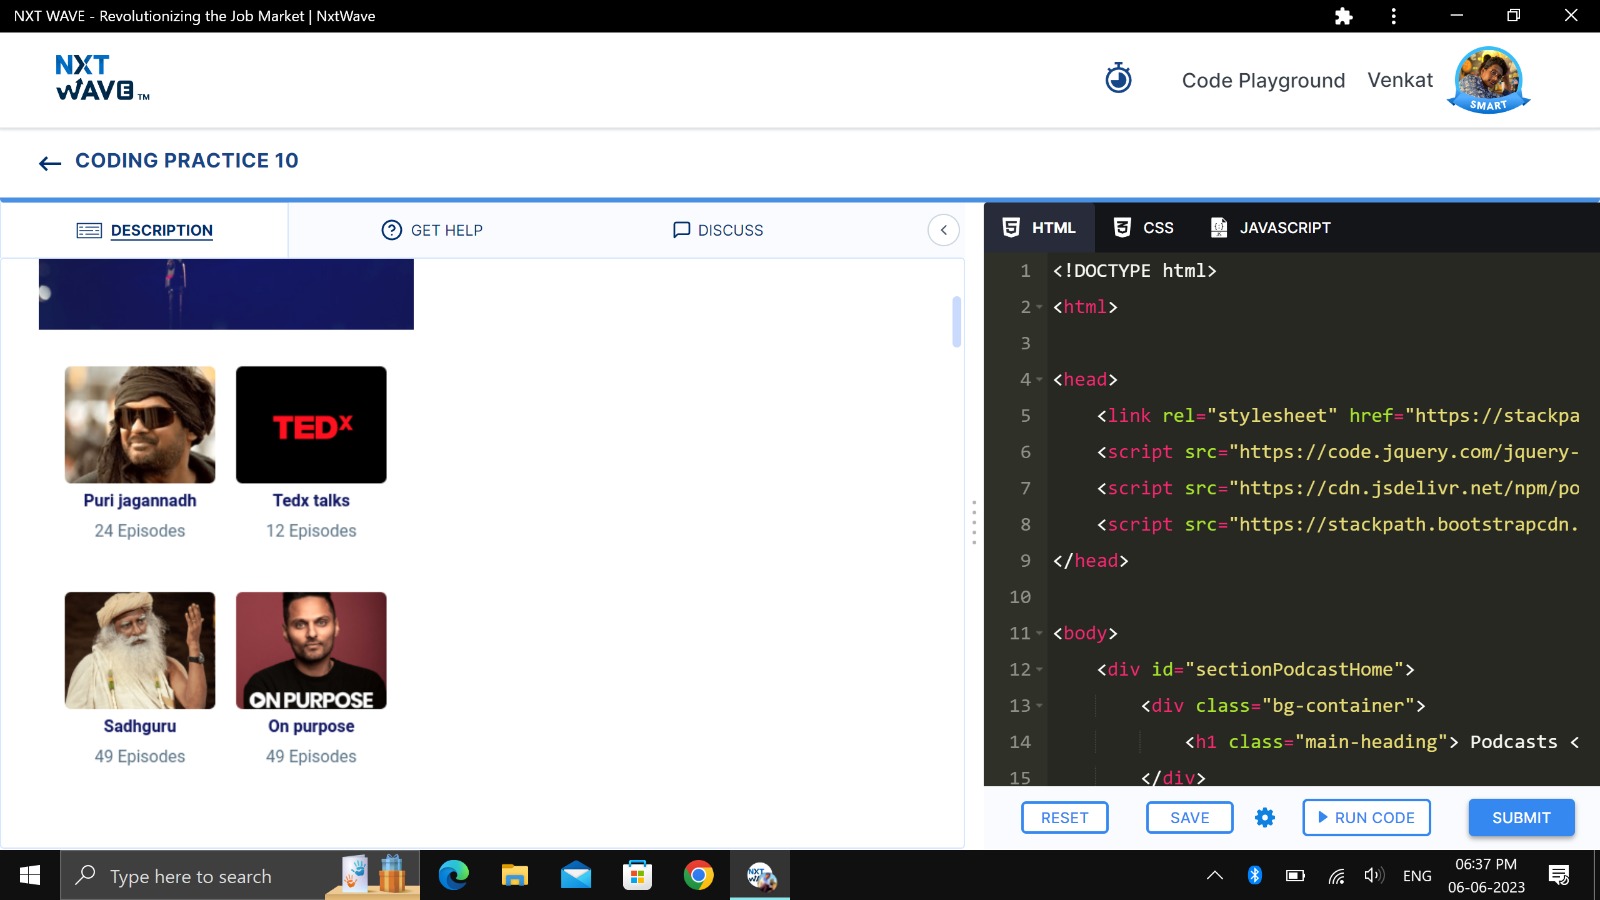 NXT WAVE - Revolutionizing the Job Market | NxtWave
NXT
WAVE™
Code Playground
Venkat
SMART
CODING PRACTICE 10
DESCRIPTION
GET HELP
DISCUSS
HTML
CSS
JAVASCRIPT
TEDx
Puri jagannadh
Tedx talks
24 Episodes
12 Episodes
ON PURPOSE
Sadhguru
On purpose
49 Episodes
49 Episodes
1 <!DOCTYPE html>
2 <html>
3
4 <head>
5 <link rel="stylesheet" href="https://stackpa
6 <script src="https://code.jquery.com/jquery-
7 <script src="https://cdn.jsdelivr.net/npm/po
8 <script src="https://stackpath.bootstrapcdn.
9 </head>
10
11 <body>
12 <div id="sectionPodcastHome">
13 <div class="bg-container">
14 <h1 class="main-heading"> Podcasts <
15 </div>
RESET
SAVE
RUN CODE
SUBMIT
Type here to search
NXT
ENG
06:37 PM
06-06-2023